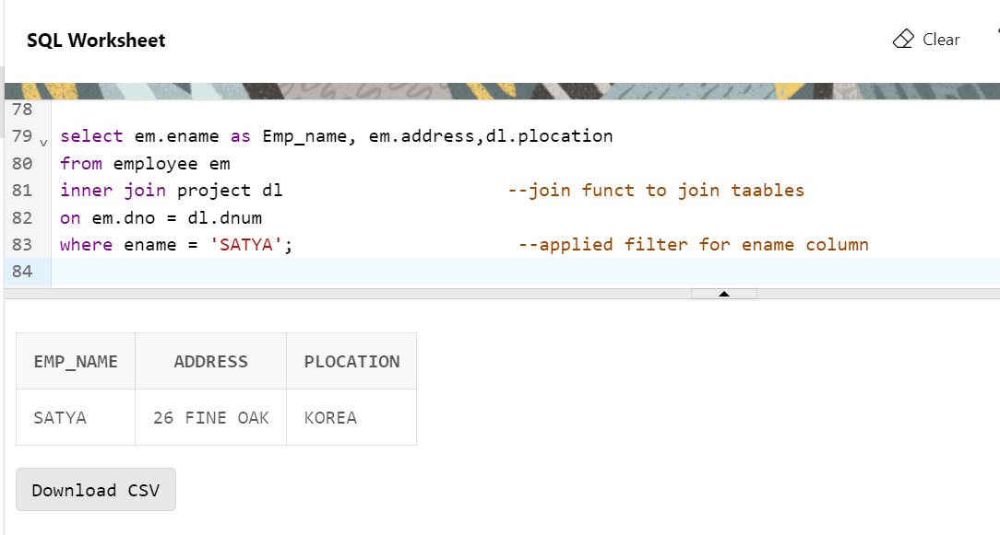 SQL Worksheet
Clear
78
79 select em.ename as Emp_name, em.address,dl.plocation
80 from employee em
81 inner join project dl --join funct to join taables
82 on em.dno = dl.dnum
83 where ename = 'SATYA'; --applied filter for ename column
84
EMP_NAME ADDRESS PLOCATION
SATYA 26 FINE OAK KOREA
Download CSV